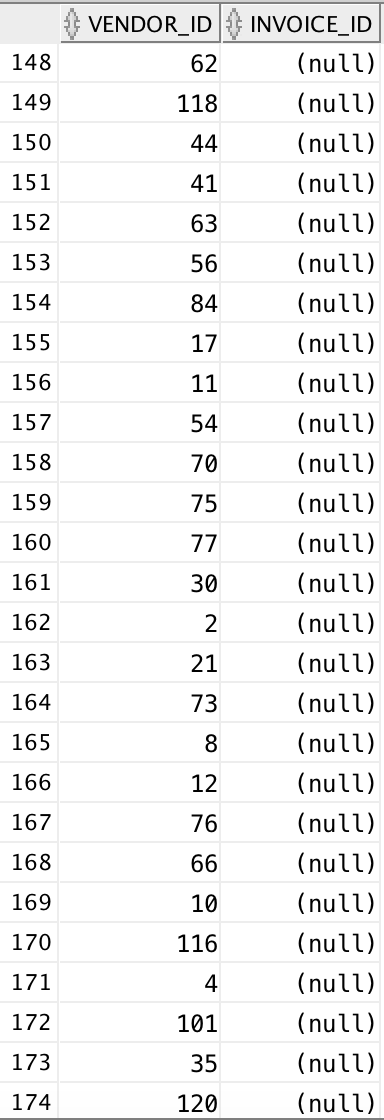 VENDOR_ID INVOICE_ID
148 62 (null)
149 118 (null)
150 44 (null)
151 41 (null)
152 63 (null)
153 56 (null)
154 84 (null)
155 17 (null)
156 11 (null)
157 54 (null)
158 70 (null)
159 75 (null)
160 77 (null)
161 30 (null)
162 2 (null)
163 21 (null)
164 73 (null)
165 8 (null)
166 12 (null)
167 76 (null)
168 66 (null)
169 10 (null)
170 116 (null)
171 4 (null)
172 101 (null)
173 35 (null)
174 120 (null)